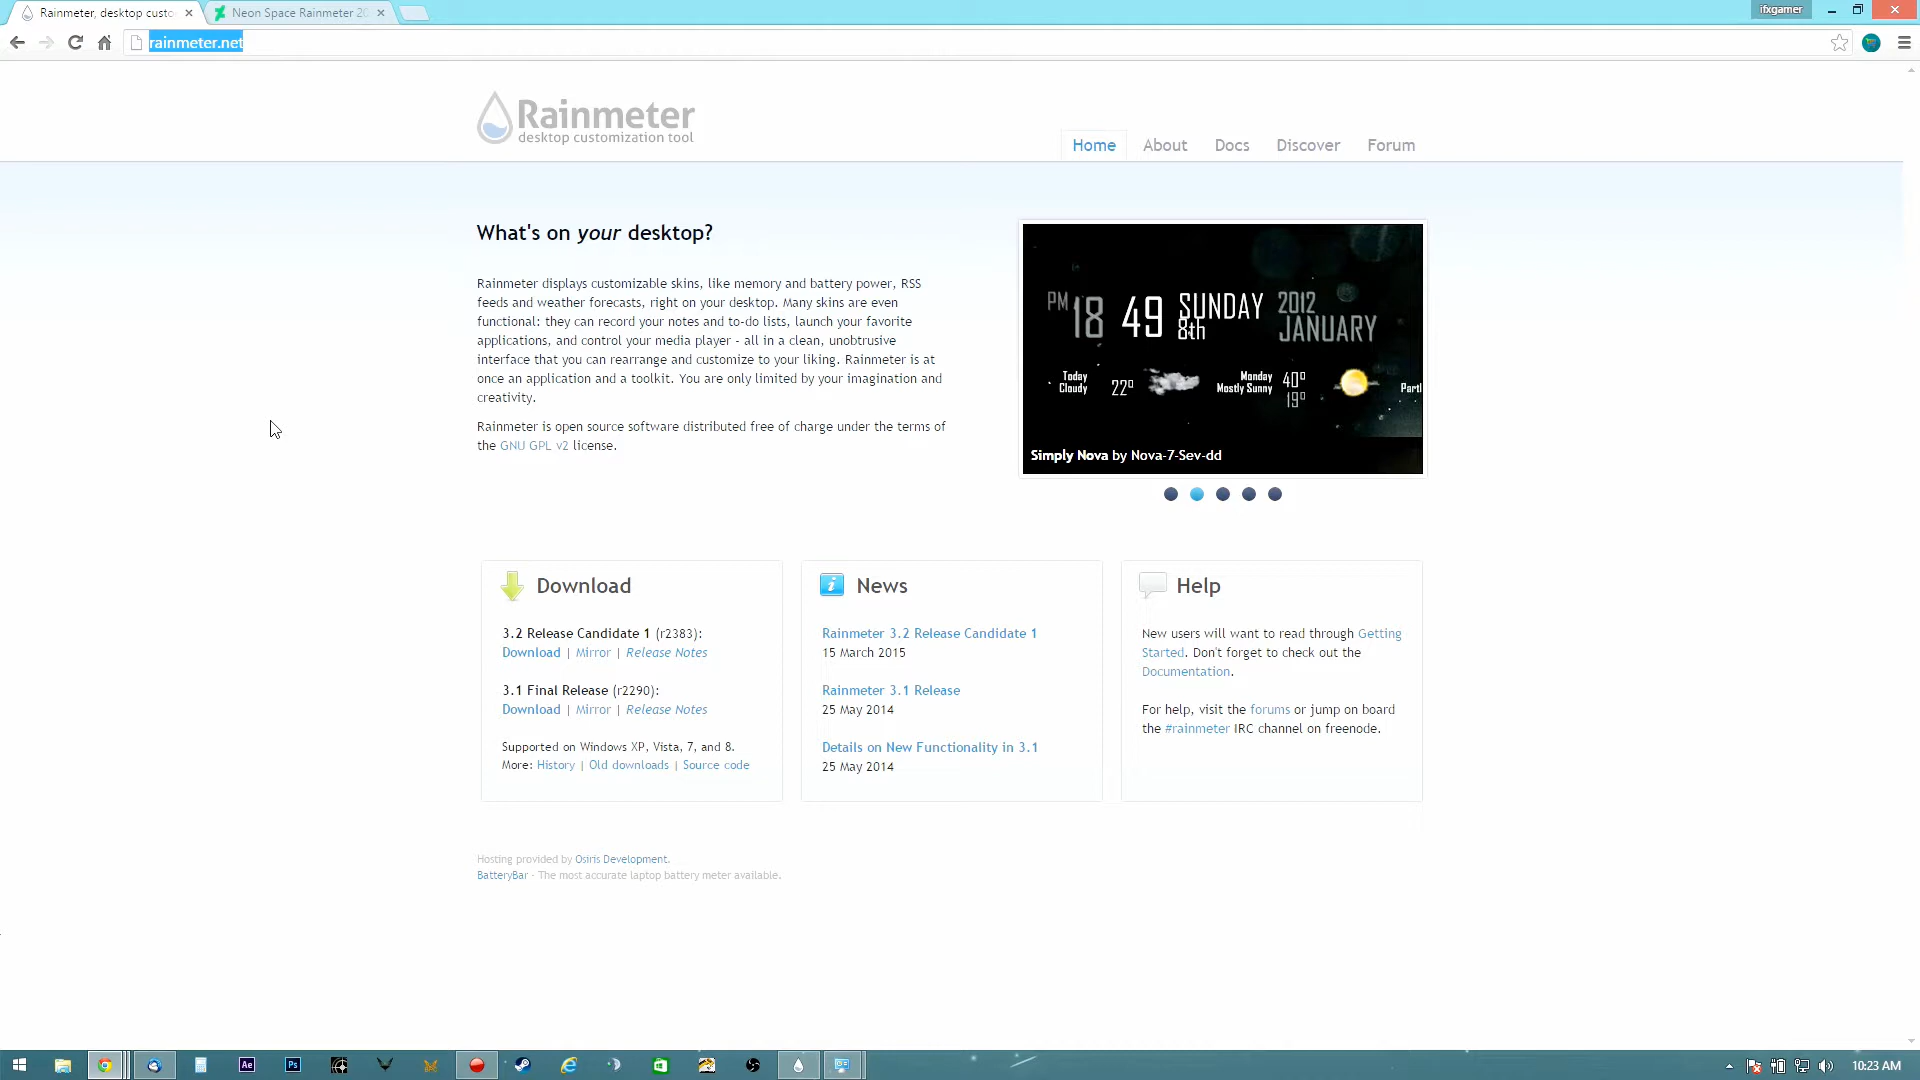 Rainmeter, desktop custo
Neon Space Rainmeter 20
ifxgamer
rainmeter.net
Rainmeter
desktop customization tool
Home
About
Docs
Discover
Forum
What's on your desktop?
Rainmeter displays customizable skins, like memory and battery power, RSS
feeds and weather forecasts, right on your desktop. Many skins are even
functional: they can record your notes and to-do lists, launch your favorite
applications, and control your media player - all in a clean, unobtrusive
interface that you can rearrange and customize to your liking. Rainmeter is at
once an application and a toolkit. You are only limited by your imagination and
creativity.
Rainmeter is open source software distributed free of charge under the terms of
the GNU GPL v2 license.
PM 18 49 SUNDAY 2012
8th JANUARY
Today
Cloudy
22°
Monday
Mostly Sunny
40°
19°
Partl
Simply Nova by Nova-7-Sev-dd
Download
3.2 Release Candidate 1 (r2383):
Download | Mirror | Release Notes
3.1 Final Release (r2290):
Download | Mirror | Release Notes
Supported on Windows XP, Vista, 7, and 8.
More: History | Old downloads | Source code
News
Rainmeter 3.2 Release Candidate 1
15 March 2015
Rainmeter 3.1 Release
25 May 2014
Details on New Functionality in 3.1
25 May 2014
Help
New users will want to read through Getting
Started. Don't forget to check out the
Documentation.
For help, visit the forums or jump on board
the #rainmeter IRC channel on freenode.
Hosting provided by Osiris Development.
BatteryBar - The most accurate laptop battery meter available.
Ae
Ps
10:23 AM